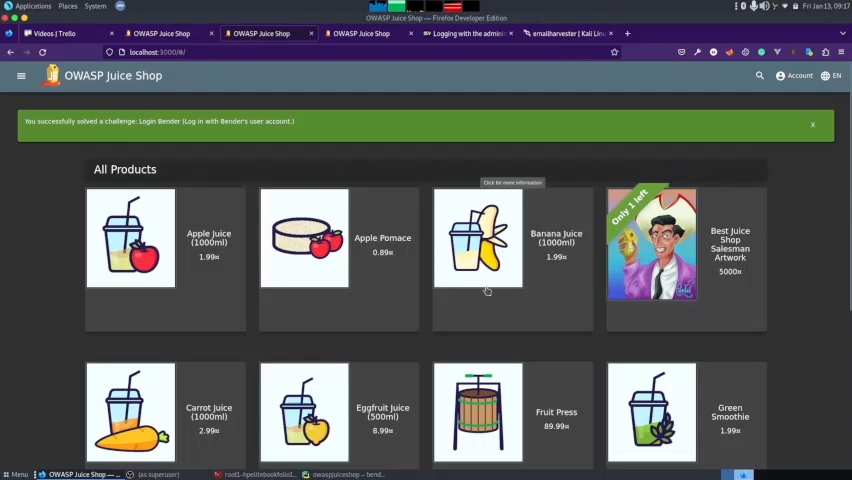 Applications Places System
Fri Jan 13, 09:17
OWASP Juice Shop — Firefox Developer Edition
Videos | Trello
OWASP Juice Shop
OWASP Juice Shop
OWASP Juice Shop
Logging with the adminis
emailharvester | Kali Linu
localhost:3000/#/
OWASP Juice Shop
Account
EN
You successfully solved a challenge: Login Bender (Log in with Bender's user account.)
X
All Products
Click for more information
Only 1 left
Apple Juice
(1000ml)
1.99¤
Apple Pomace
0.89¤
Banana Juice
(1000ml)
1.99¤
Best Juice
Shop
Salesman
Artwork
5000¤
Carrot Juice
(1000ml)
2.99¤
Eggfruit Juice
(500ml)
8.99¤
Fruit Press
89.99¤
Green
Smoothie
1.99¤
Menu
OWASP Juice Shop — ...
(as superuser)
root1-hpelitebookfolio1...
owaspjuiceshop – bend...